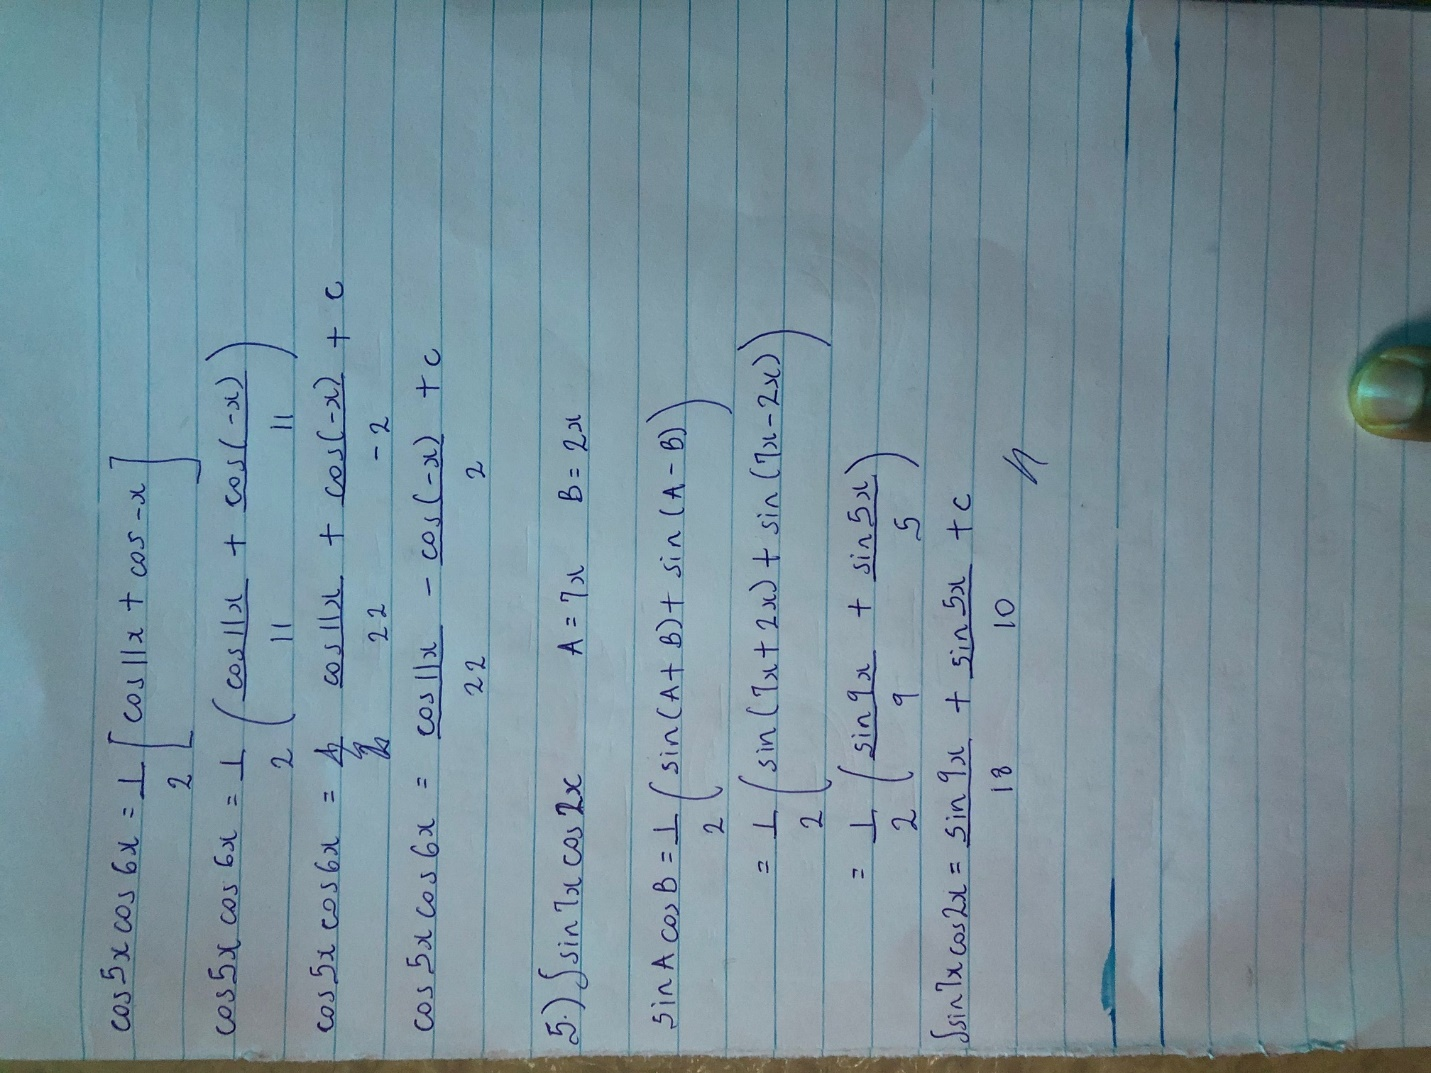 cos 5x cos 6x = 1/2 [cos 11x + cos -x]
cos 5x cos 6x = 1/2 (cos 11x/11 + cos(-x)/11)
cos 5x cos 6x = cos 11x/22 + cos(-x)/-2 + c
cos 5x cos 6x = cos 11x/22 - cos(-x)/2 + c
5.) ∫sin 7x cos 2x A = 7x B = 2x
sin A cos B = 1/2 (sin(A+B) + sin(A-B))
= 1/2 (sin(7x+2x) + sin(7x-2x))
= 1/2 (sin 9x/9 + sin 5x/5)
∫sin 7x cos 2x = sin 9x/18 + sin 5x/10 + c